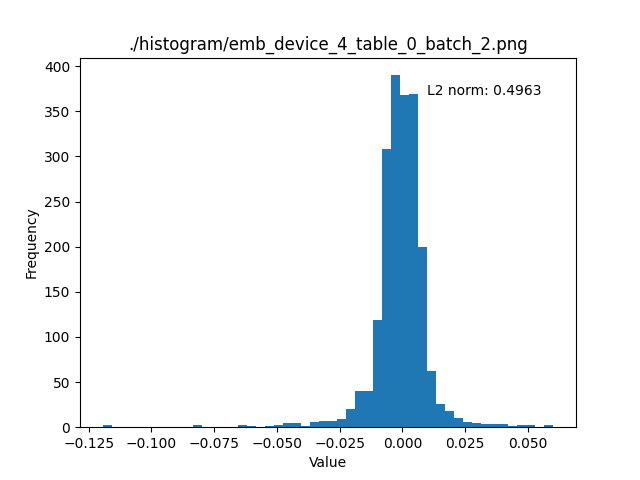 ./histogram/emb_device_4_table_0_batch_2.png
400
L2 norm: 0.4963
350
300
250
200
150
100
50
0
Frequency
−0.125 −0.100 −0.075 −0.050 −0.025 0.000 0.025 0.050
Value